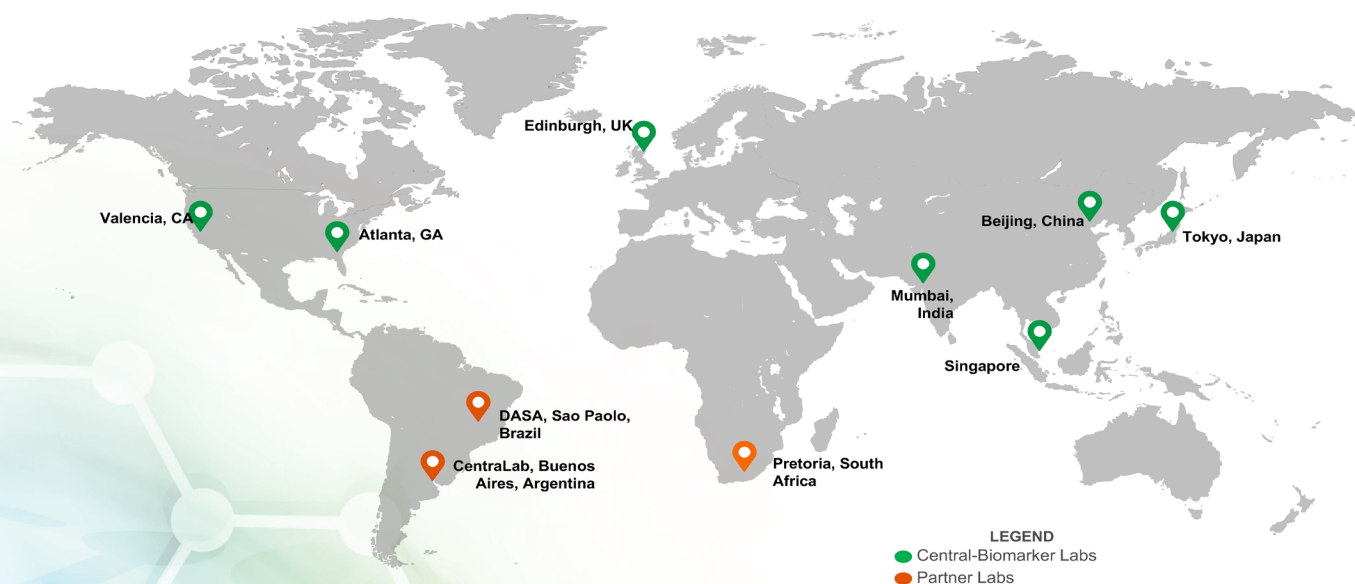 Edinburgh, UK
Valencia, CA
Atlanta, GA
Beijing, China
Tokyo, Japan
Mumbai,
India
Singapore
DASA, Sao Paolo,
Brazil
CentraLab, Buenos
Aires, Argentina
Pretoria, South
Africa
LEGEND
Central-Biomarker Labs
Partner Labs